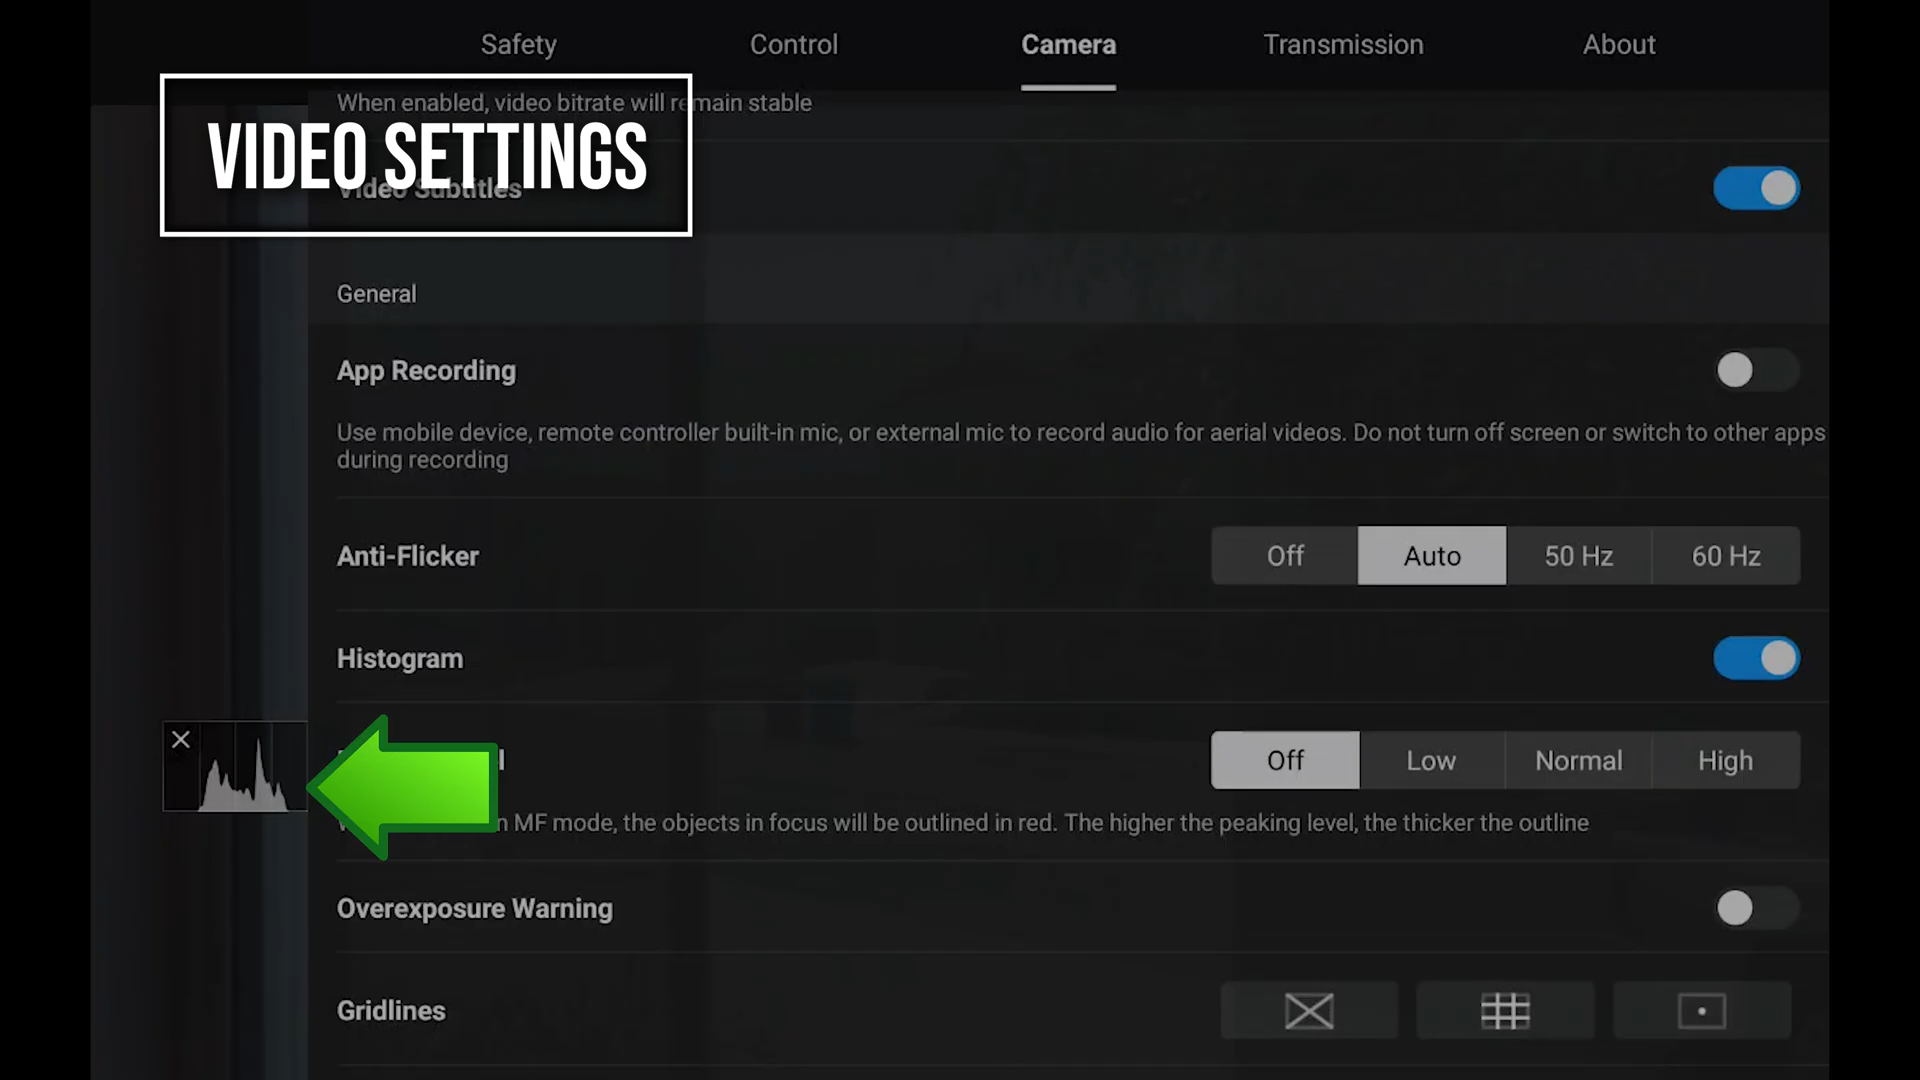 Safety Control Camera Transmission About
When enabled, video bitrate will remain stable
VIDEO SETTINGS
Video Subtitles
General
App Recording
Use mobile device, remote controller built-in mic, or external mic to record audio for aerial videos. Do not turn off screen or switch to other apps
during recording
Anti-Flicker Off Auto 50 Hz 60 Hz
Histogram
Off Low Normal High
MF mode, the objects in focus will be outlined in red. The higher the peaking level, the thicker the outline
Overexposure Warning
Gridlines